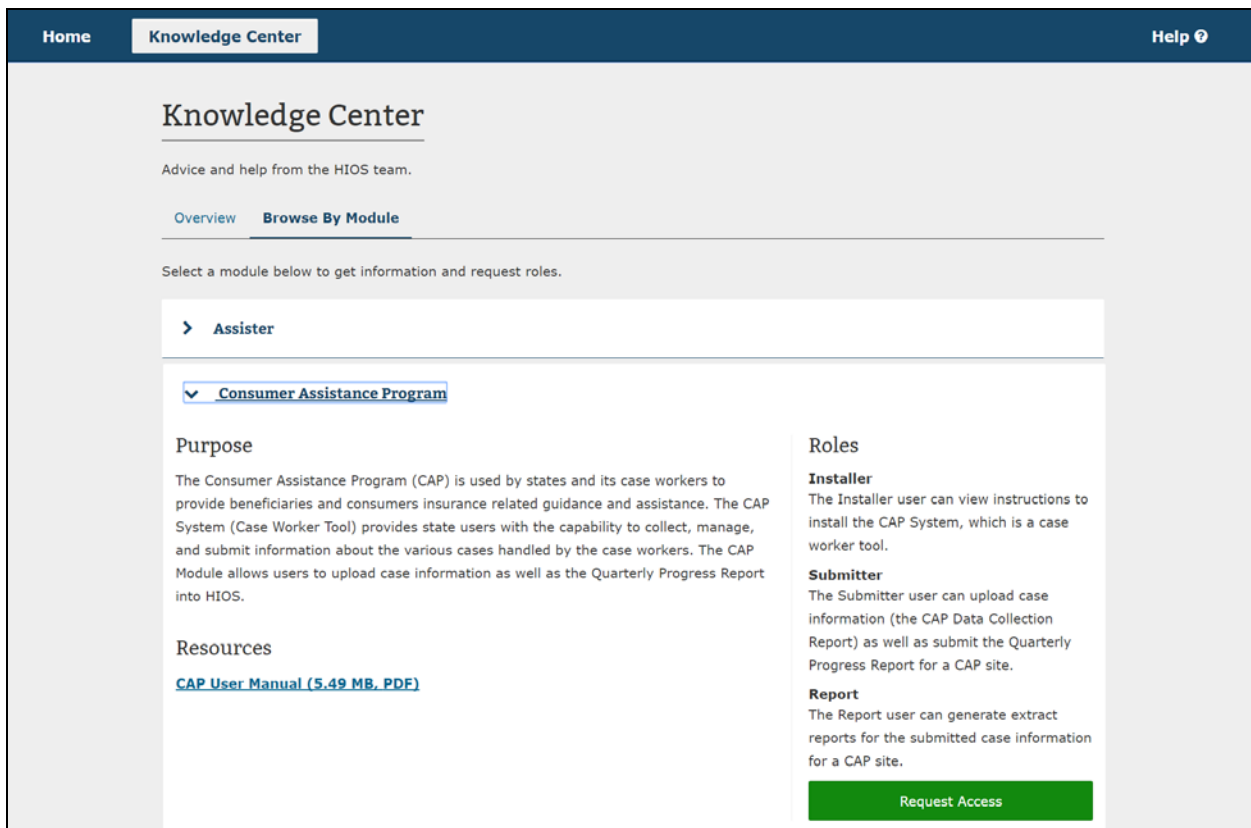 Home
Knowledge Center
Help
Knowledge Center
Advice and help from the HIOS team.
Overview
Browse By Module
Select a module below to get information and request roles.
Assister
Consumer Assistance Program
Purpose
The Consumer Assistance Program (CAP) is used by states and its case workers to
provide beneficiaries and consumers insurance related guidance and assistance. The CAP
System (Case Worker Tool) provides state users with the capability to collect, manage,
and submit information about the various cases handled by the case workers. The CAP
Module allows users to upload case information as well as the Quarterly Progress Report
into HIOS.
Resources
CAP User Manual (5.49 MB, PDF)
Roles
Installer
The Installer user can view instructions to
install the CAP System, which is a case
worker tool.
Submitter
The Submitter user can upload case
information (the CAP Data Collection
Report) as well as submit the Quarterly
Progress Report for a CAP site.
Report
The Report user can generate extract
reports for the submitted case information
for a CAP site.
Request Access